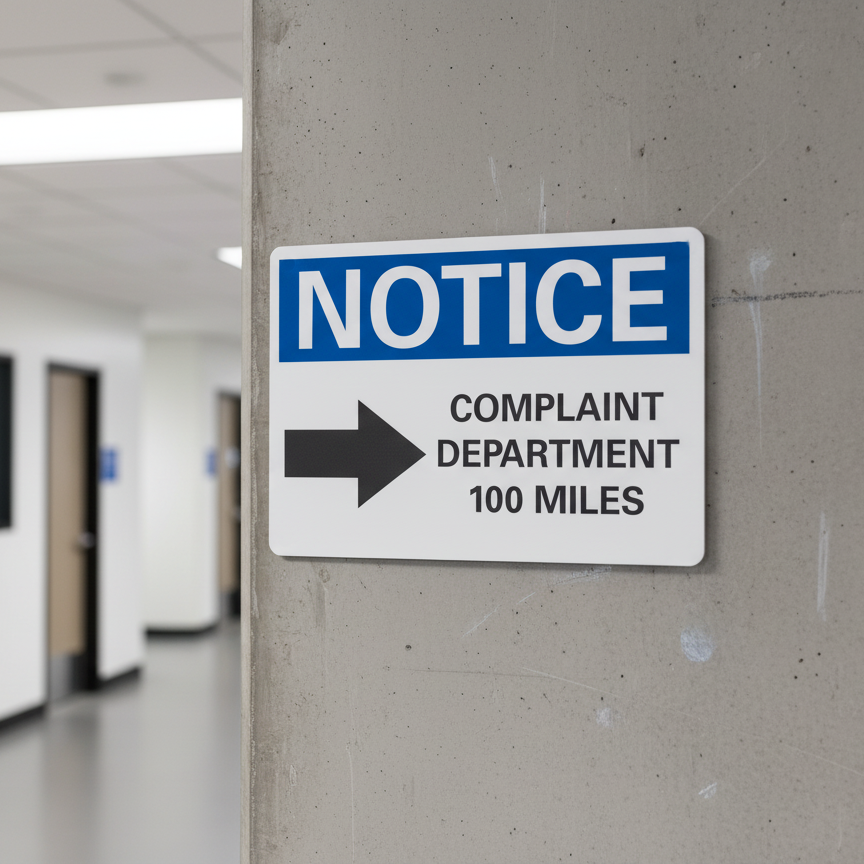 NOTICE
COMPLAINT
DEPARTMENT
100 MILES